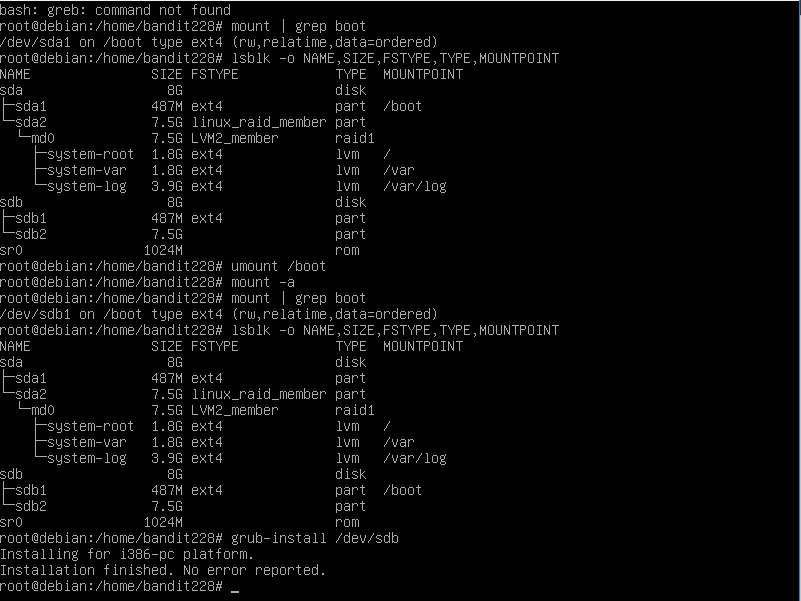 bash: greb: command not found
root@debian:/home/bandit228# mount | grep boot
/dev/sda1 on /boot type ext4 (rw,relatime,data=ordered)
root@debian:/home/bandit228# lsblk -o NAME,SIZE,FSTYPE,TYPE,MOUNTPOINT
NAME                SIZE FSTYPE            TYPE  MOUNTPOINT
sda                   8G                   disk
├─sda1              487M ext4              part  /boot
└─sda2              7.5G linux_raid_member part
  └─md0             7.5G LVM2_member       raid1
    ├─system-root   1.8G ext4              lvm   /
    ├─system-var    1.8G ext4              lvm   /var
    └─system-log    3.9G ext4              lvm   /var/log
sdb                   8G                   disk
├─sdb1              487M ext4              part
└─sdb2              7.5G                   part
sr0                1024M                   rom
root@debian:/home/bandit228# umount /boot
root@debian:/home/bandit228# mount -a
root@debian:/home/bandit228# mount | grep boot
/dev/sdb1 on /boot type ext4 (rw,relatime,data=ordered)
root@debian:/home/bandit228# lsblk -o NAME,SIZE,FSTYPE,TYPE,MOUNTPOINT
NAME                SIZE FSTYPE            TYPE  MOUNTPOINT
sda                   8G                   disk
├─sda1              487M ext4              part
└─sda2              7.5G linux_raid_member part
  └─md0             7.5G LVM2_member       raid1
    ├─system-root   1.8G ext4              lvm   /
    ├─system-var    1.8G ext4              lvm   /var
    └─system-log    3.9G ext4              lvm   /var/log
sdb                   8G                   disk
├─sdb1              487M ext4              part  /boot
└─sdb2              7.5G                   part
sr0                1024M                   rom
root@debian:/home/bandit228# grub-install /dev/sdb
Installing for i386-pc platform.
Installation finished. No error reported.
root@debian:/home/bandit228# _